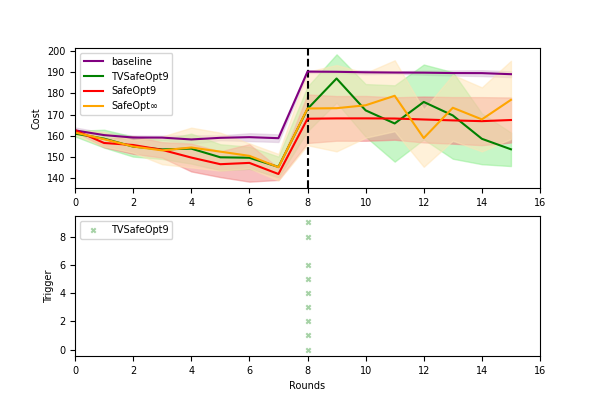 200
190
180
170
160
150
140
Cost
baseline
TVSafeOpt9
SafeOpt9
SafeOpt∞
0 2 4 6 8 10 12 14 16
8
6
4
2
0
Trigger
TVSafeOpt9
0 2 4 6 8 10 12 14 16
Rounds